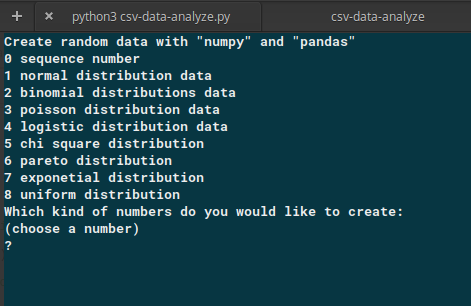 python3 csv-data-analyze.py
csv-data-analyze
Create random data with "numpy" and "pandas"
0 sequence number
1 normal distribution data
2 binomial distributions data
3 poisson distribution data
4 logistic distribution data
5 chi square distribution
6 pareto distribution
7 exponetial distribution
8 uniform distribution
Which kind of numbers do you would like to create:
(choose a number)
?